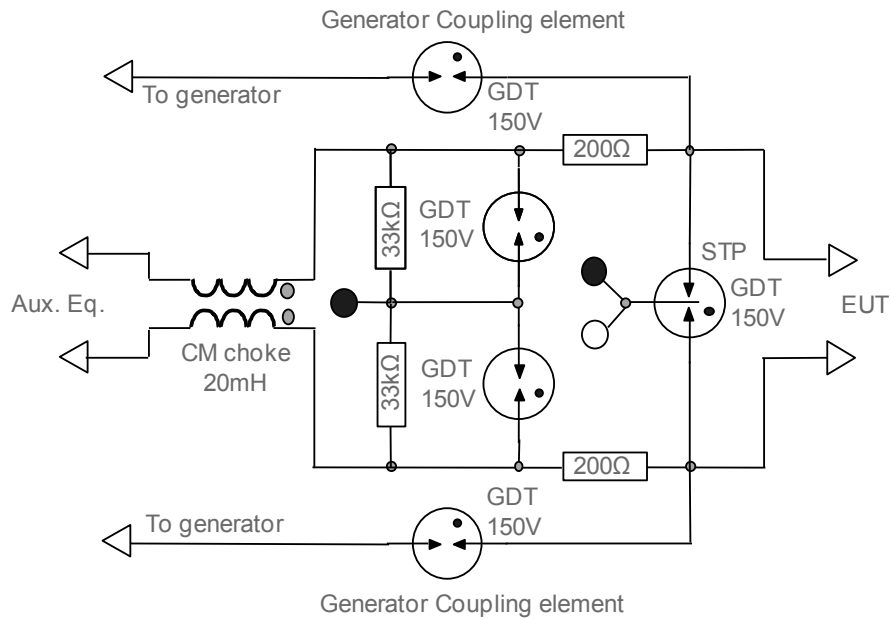 Generator Coupling element
To generator
GDT
150V
200Ω
33kΩ
GDT
150V
STP
GDT
150V
Aux. Eq.
EUT
CM choke
20mH
33kΩ
GDT
150V
200Ω
GDT
150V
To generator
Generator Coupling element